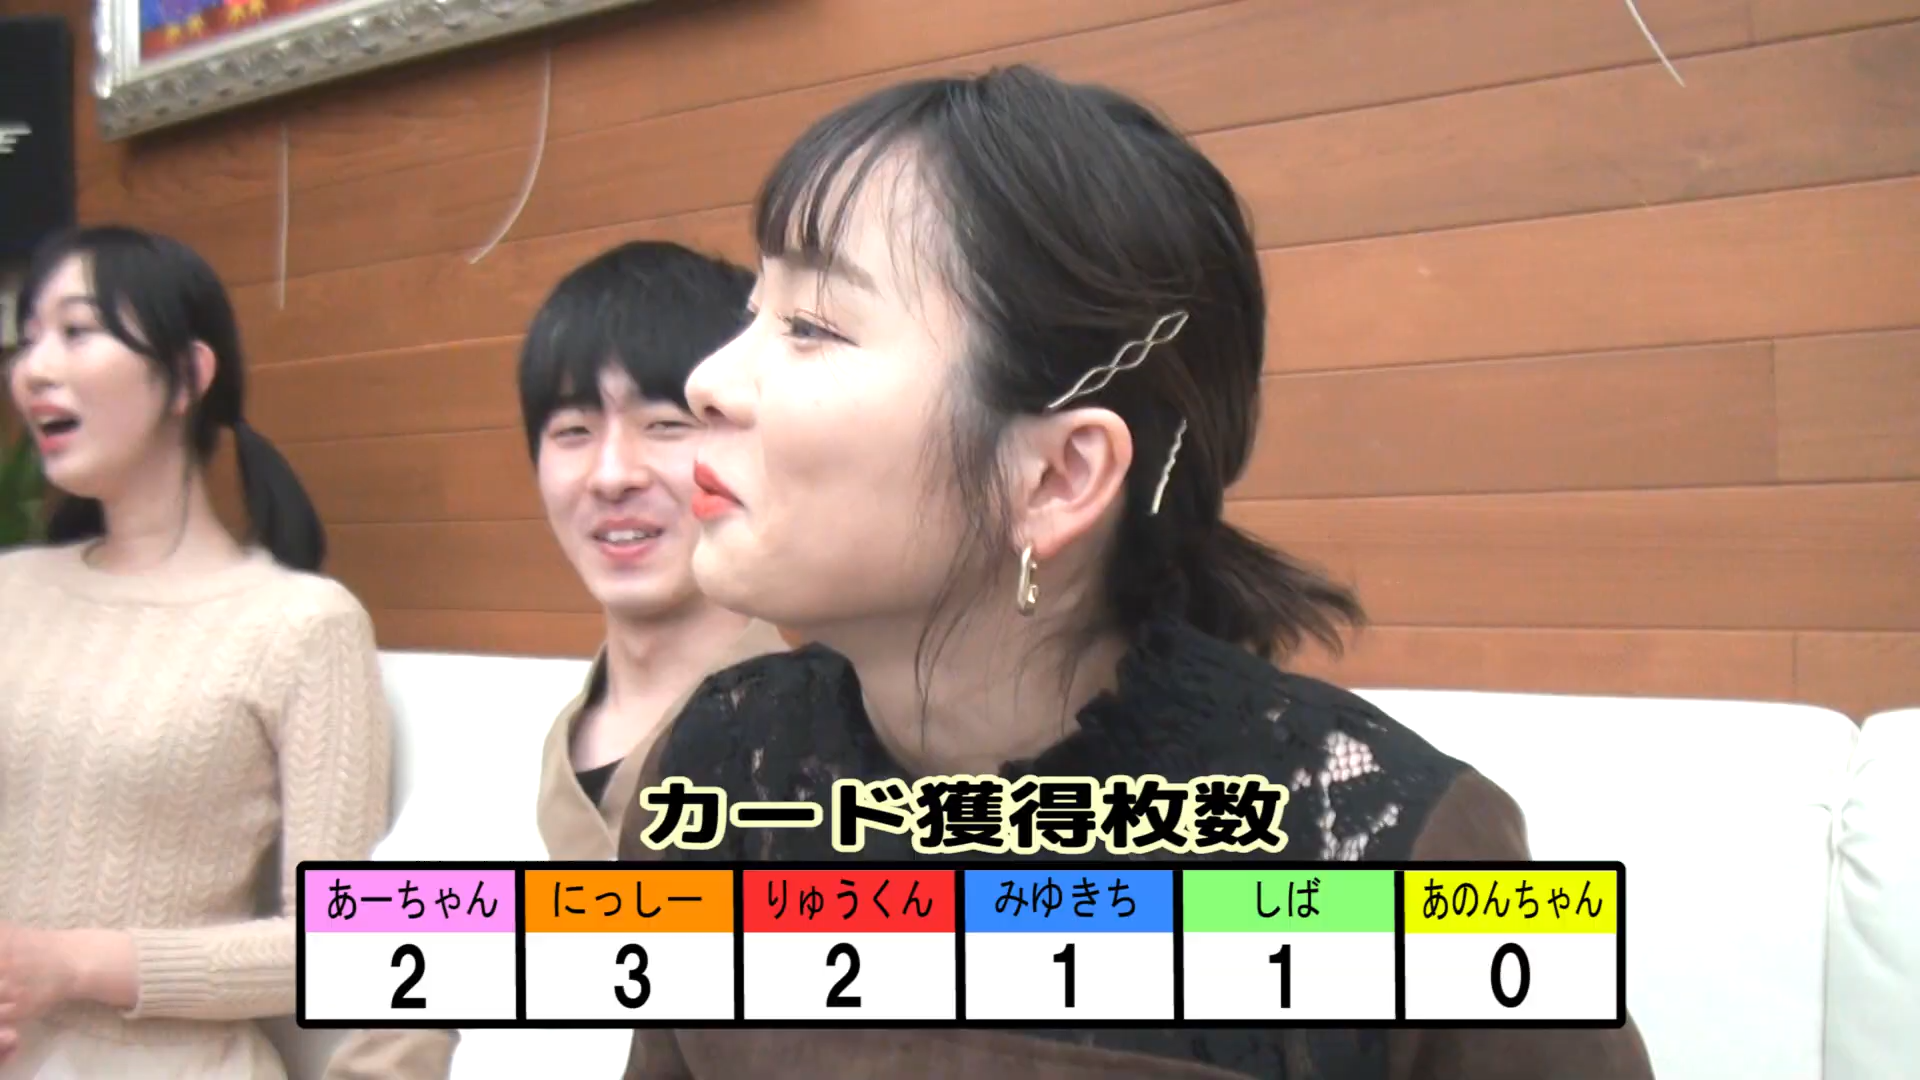 カード獲得枚数
あーちゃん にっしー りゅうくん みゆきち しば あのんちゃん
2 3 2 1 1 0